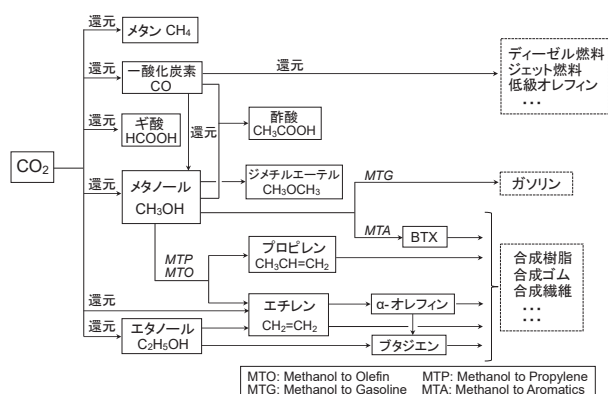 還元
メタン CH4
還元
一酸化炭素
CO
還元
ディーゼル燃料
ジェット燃料
低級オレフィン
・・・
還元
ギ酸
HCOOH
還元
酢酸
CH3COOH
CO2
還元
メタノール
CH3OH
ジメチルエーテル
CH3OCH3
MTG
ガソリン
MTA
BTX
MTP
MTO
プロピレン
CH3CH=CH2
合成樹脂
合成ゴム
合成繊維
・・・
・・・
還元
エチレン
CH2=CH2
α-オレフィン
還元
エタノール
C2H5OH
ブタジエン
MTO: Methanol to Olefin MTP: Methanol to Propylene
MTG: Methanol to Gasoline MTA: Methanol to Aromatics